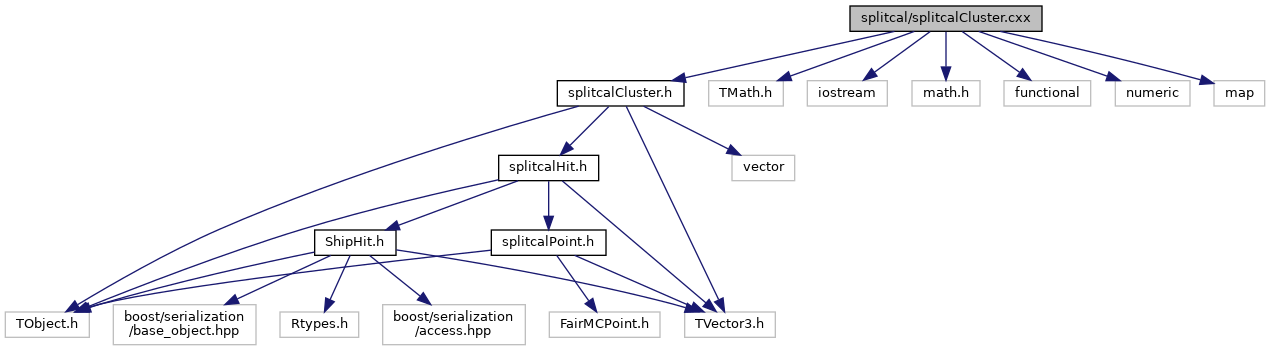 splitcal/splitcalCluster.cxx
splitcalCluster.h
TMath.h
iostream
math.h
functional
numeric
map
splitcalHit.h
vector
ShipHit.h
splitcalPoint.h
TObject.h
boost/serialization
/base_object.hpp
Rtypes.h
boost/serialization
/access.hpp
FairMCPoint.h
TVector3.h